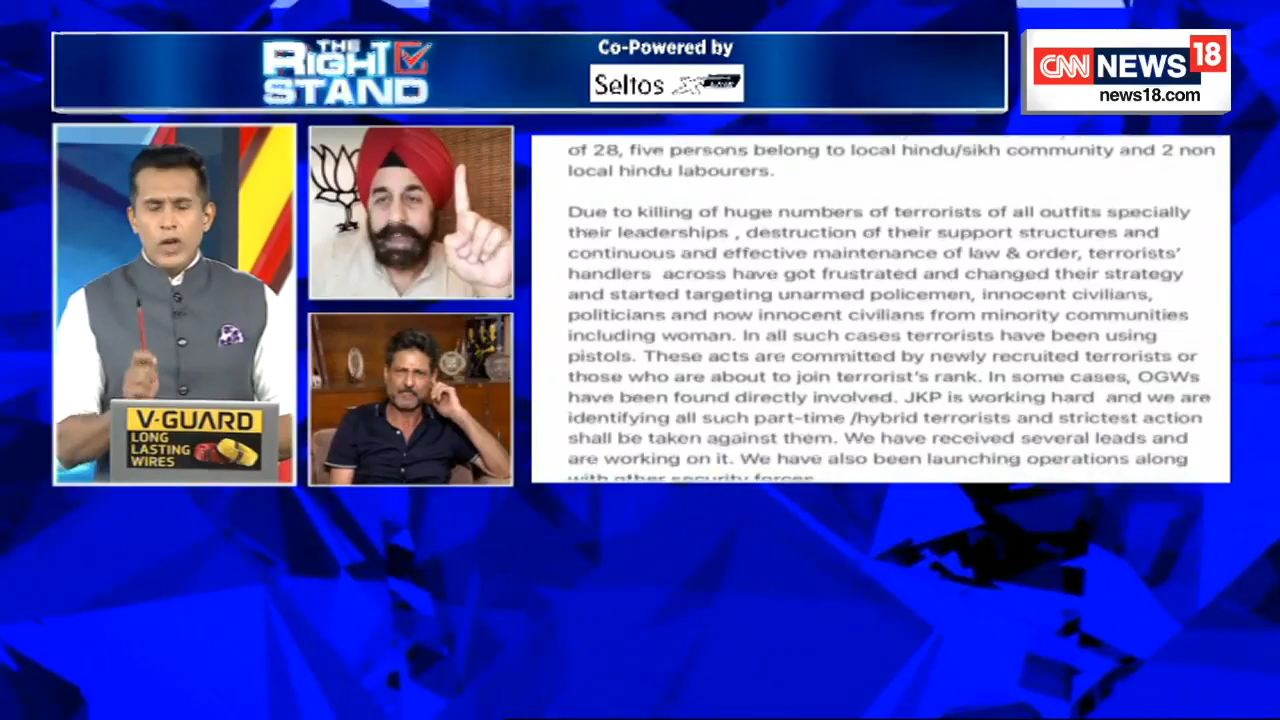 THE
RIGHT
STAND
Co-Powered by
Seltos
CNN NEWS 18
news18.com
V-GUARD
LONG
LASTING
WIRES
of 28, five persons belong to local hindu/sikh community and 2 non
local hindu labourers.
Due to killing of huge numbers of terrorists of all outfits specially
their leaderships , destruction of their support structures and
continuous and effective maintenance of law & order, terrorists’
handlers across have got frustrated and changed their strategy
and started targeting unarmed policemen, innocent civilians,
politicians and now innocent civilians from minority communities
including woman. In all such cases terrorists have been using
pistols. These acts are committed by newly recruited terrorists or
those who are about to join terrorist’s rank. In some cases, OGWs
have been found directly involved. JKP is working hard and we are
identifying all such part-time /hybrid terrorists and strictest action
shall be taken against them. We have received several leads and
are working on it. We have also been launching operations along
with other security forces